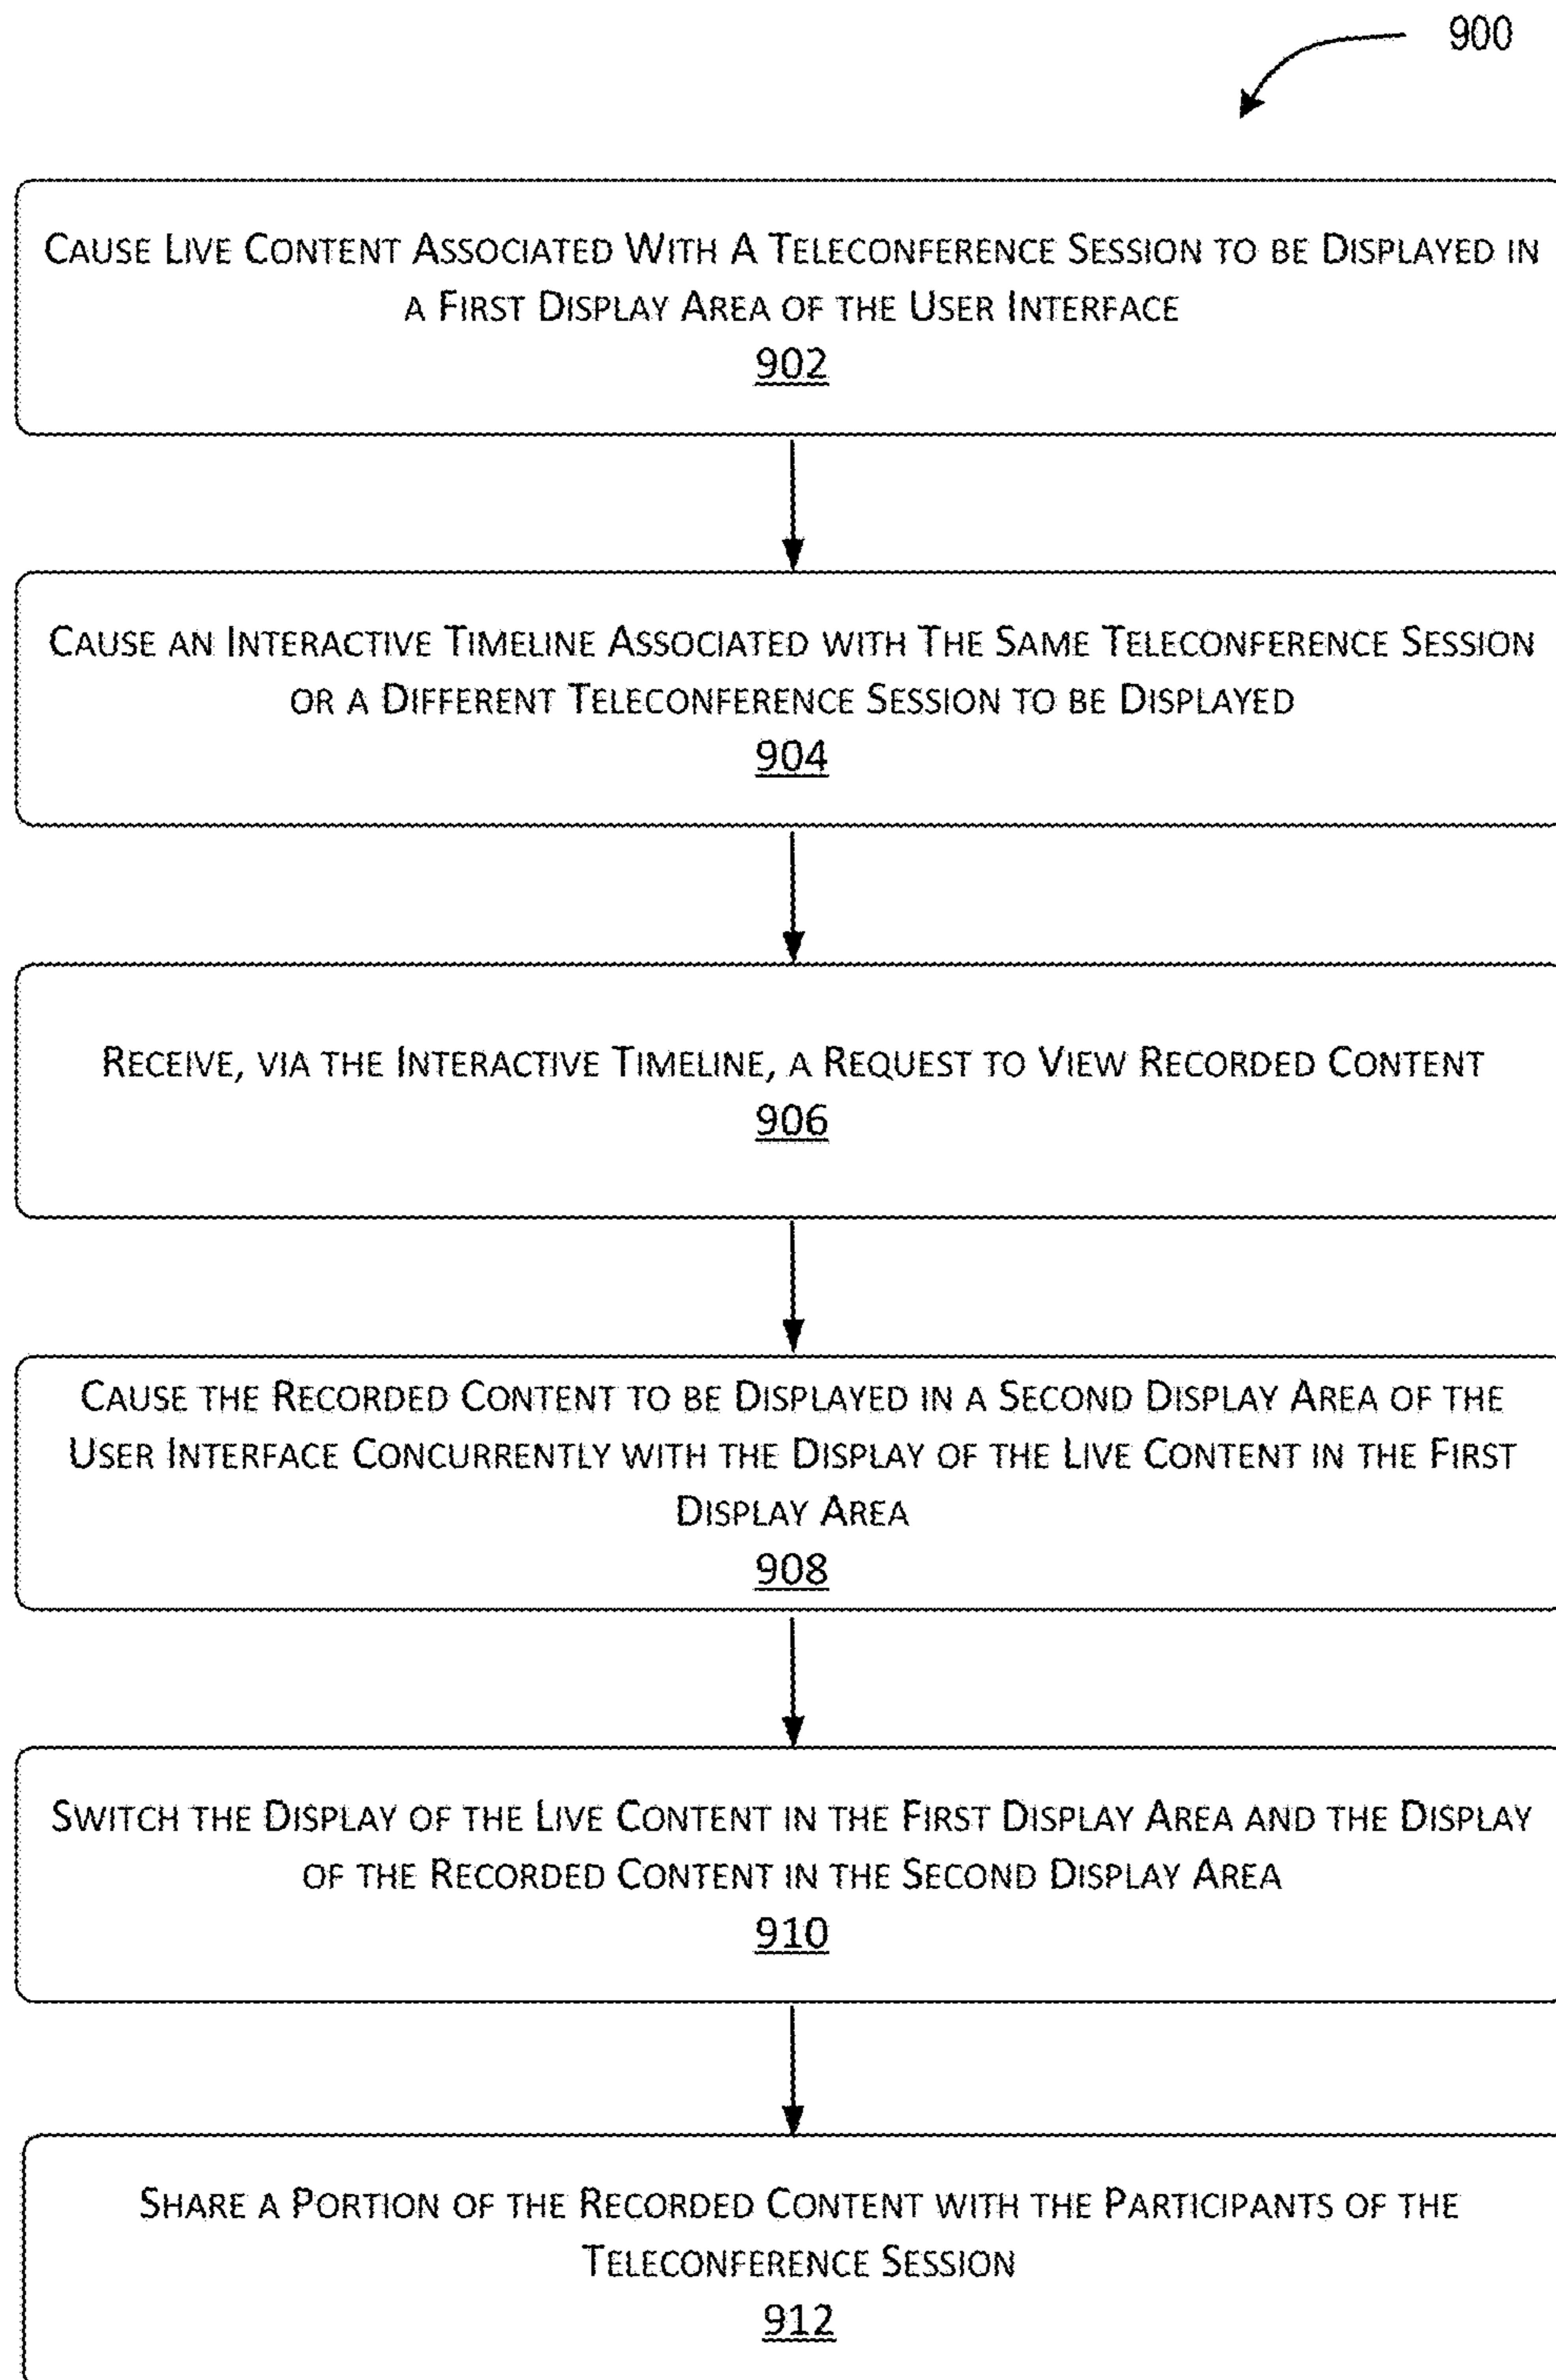 900
CAUSE LIVE CONTENT ASSOCIATED WITH A TELECONFERENCE SESSION TO BE DISPLAYED IN
A FIRST DISPLAY AREA OF THE USER INTERFACE
902
CAUSE AN INTERACTIVE TIMELINE ASSOCIATED WITH THE SAME TELECONFERENCE SESSION
OR A DIFFERENT TELECONFERENCE SESSION TO BE DISPLAYED
904
RECEIVE, VIA THE INTERACTIVE TIMELINE, A REQUEST TO VIEW RECORDED CONTENT
906
CAUSE THE RECORDED CONTENT TO BE DISPLAYED IN A SECOND DISPLAY AREA OF THE
USER INTERFACE CONCURRENTLY WITH THE DISPLAY OF THE LIVE CONTENT IN THE FIRST
DISPLAY AREA
908
SWITCH THE DISPLAY OF THE LIVE CONTENT IN THE FIRST DISPLAY AREA AND THE DISPLAY
OF THE RECORDED CONTENT IN THE SECOND DISPLAY AREA
910
SHARE A PORTION OF THE RECORDED CONTENT WITH THE PARTICIPANTS OF THE
TELECONFERENCE SESSION
912